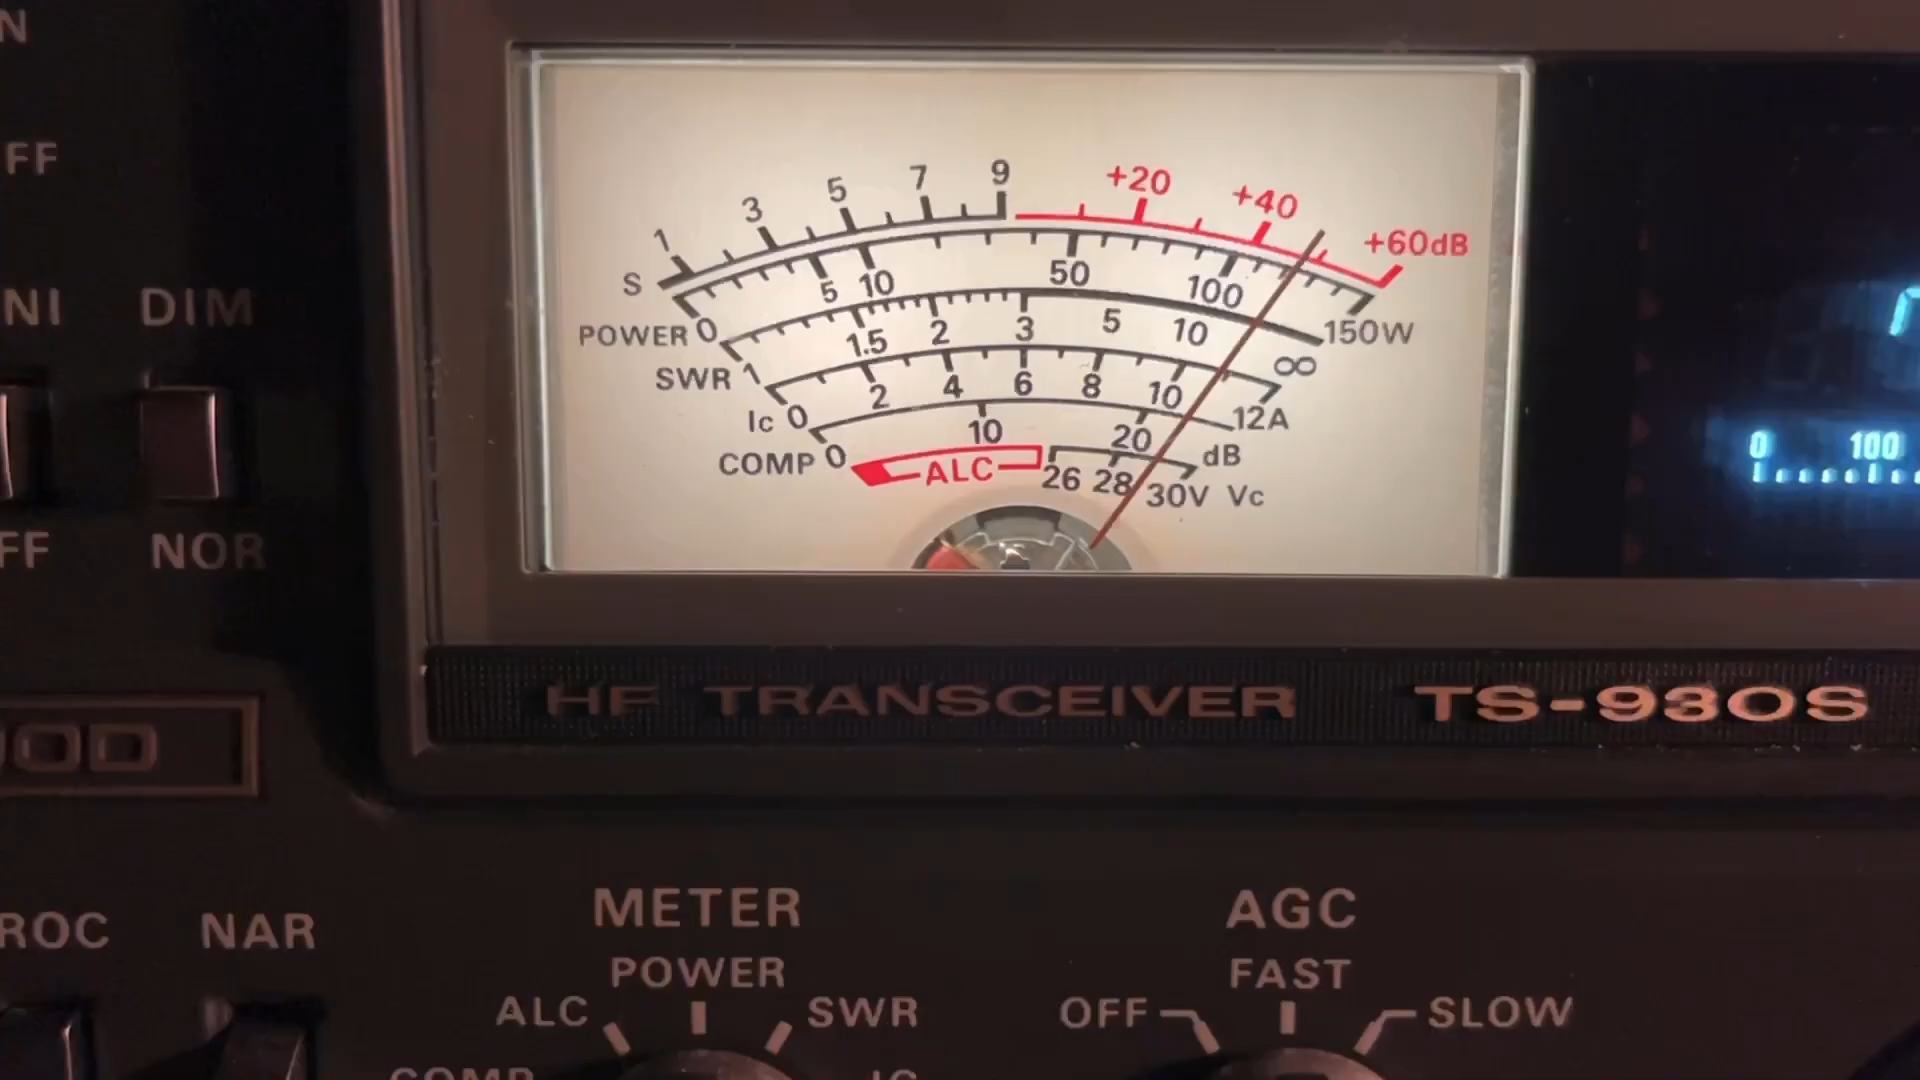 N
FF
NI DIM
FF NOR
1 3 5 7 9 +20 +40 +60dB
S
5 10 50 100
POWER 0 150W
1.5 2 3 5 10 ∞
SWR 1
2 4 6 8 10 12A
Ic 0
10 20 dB
COMP 0
ALC 26 28 30V Vc
0 100
HF TRANSCEIVER TS-930S
OOD
ROC NAR
METER AGC
POWER FAST
ALC SWR OFF SLOW
COMP IC